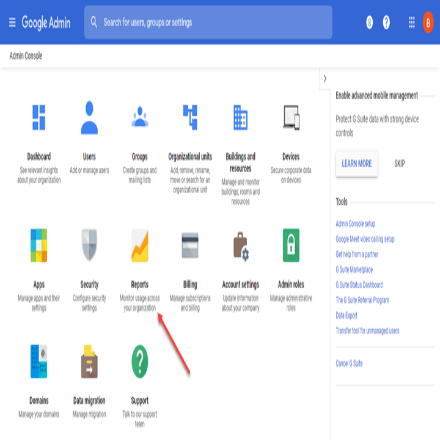 Google Admin
Search for users, groups or settings
B
Admin Console
Dashboard
See relevant insights
about your organization
Users
Add or manage users
Groups
Create groups and
mailing lists
Organizational units
Add, remove, rename,
move or search for an
organizational unit
Buildings and
resources
Manage and monitor
buildings, rooms and
resources
Devices
Secure corporate data
on devices
Apps
Manage apps and their
settings
Security
Configure security
settings
Reports
Monitor usage across
your organization
Billing
Manage subscriptions
and billing
Account settings
Update information
about your company
Admin roles
Manage administrative
roles
Domains
Manage your domains
Data migration
Manage migration
Support
Talk to our support
team
Enable advanced mobile management
Protect G Suite data with strong device
controls
LEARN MORE
SKIP
Tools
Admin Console setup
Google Meet video calling setup
Get help from a partner
G Suite Marketplace
G Suite Status Dashboard
The G Suite Referral Program
Data Export
Transfer tool for unmanaged users
Cancel G Suite